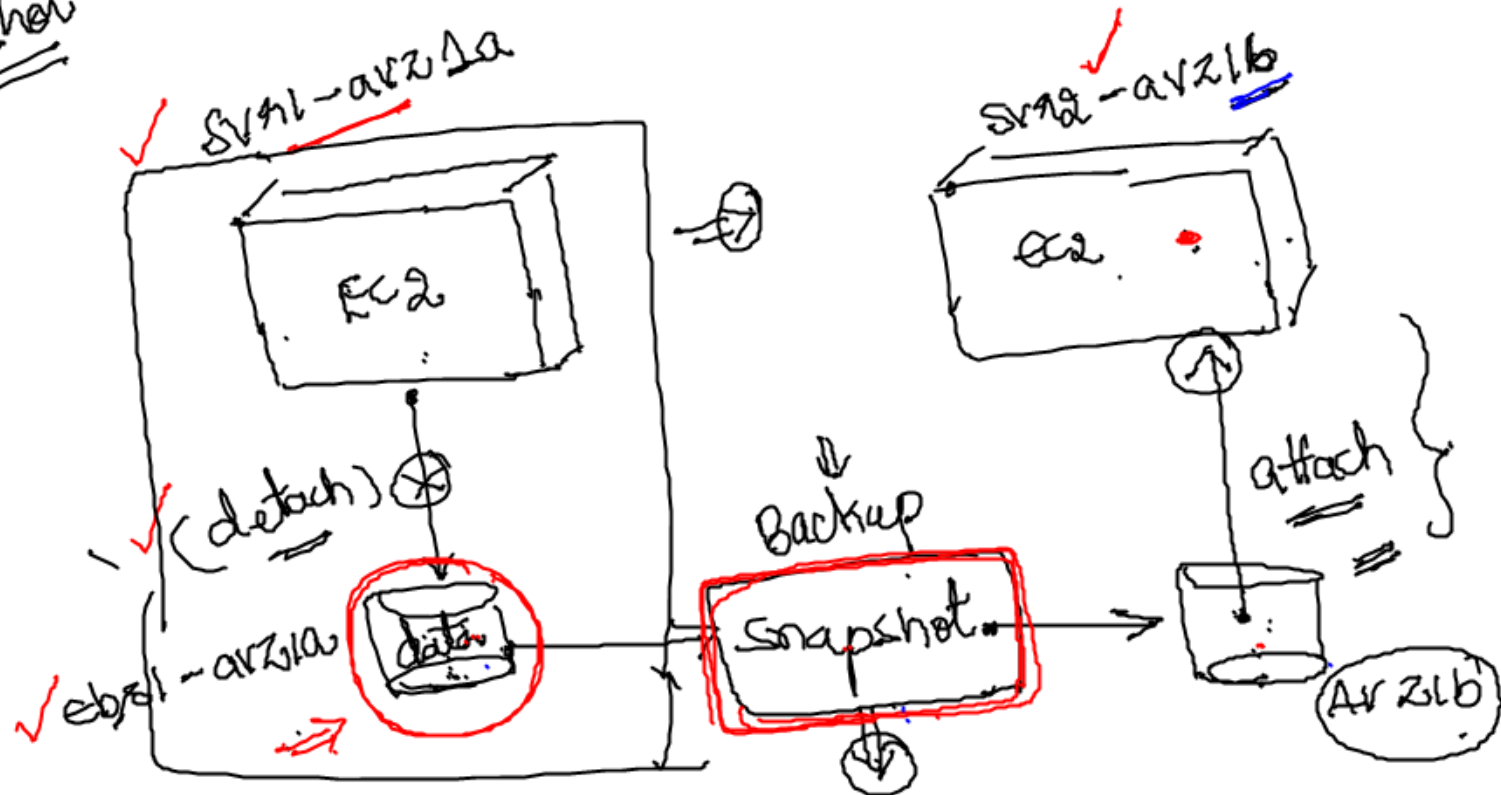 svr1-avz1a
svr2-avz1b
EC2
EC2
(detach)
Backup
attach
data
snapshot
ebs1-avz1a
AVZ1b